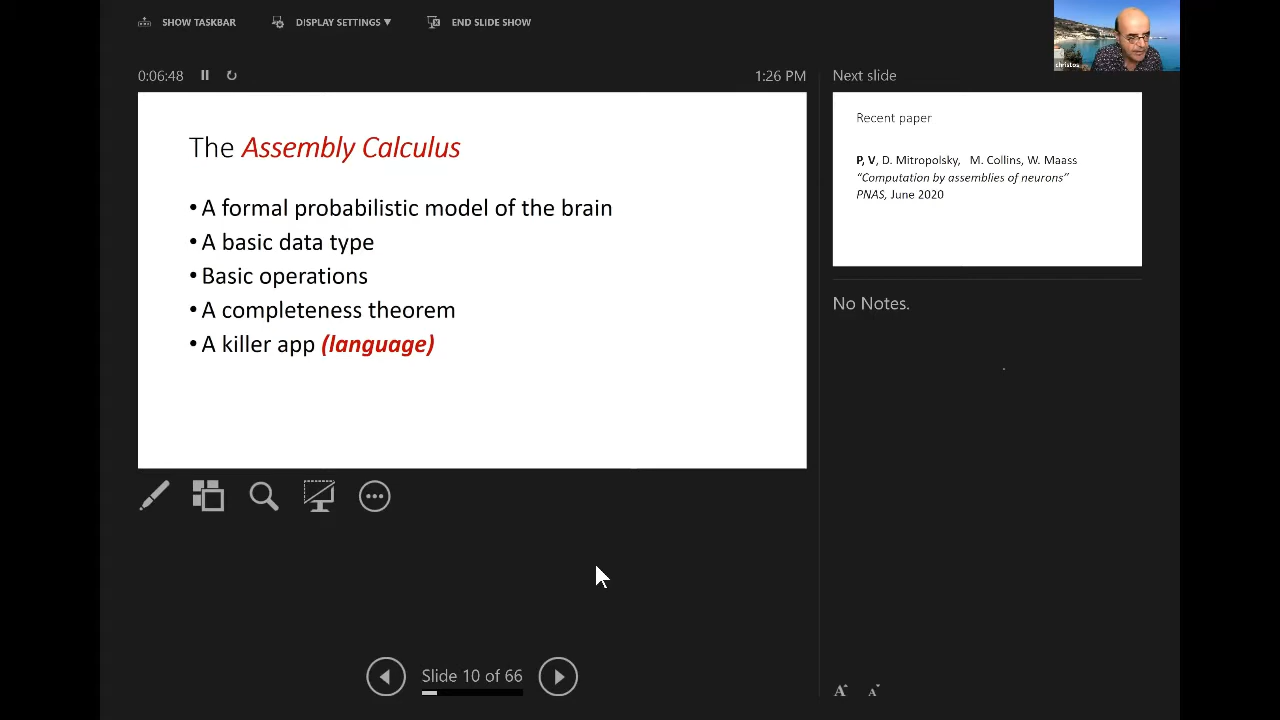 SHOW TASKBAR
DISPLAY SETTINGS ▼
END SLIDE SHOW
christos
0:06:48
1:26 PM
Next slide
The Assembly Calculus
• A formal probabilistic model of the brain
• A basic data type
• Basic operations
• A completeness theorem
• A killer app (language)
Recent paper
P, V, D. Mitropolsky, M. Collins, W. Maass
“Computation by assemblies of neurons”
PNAS, June 2020
No Notes.
Slide 10 of 66
A A